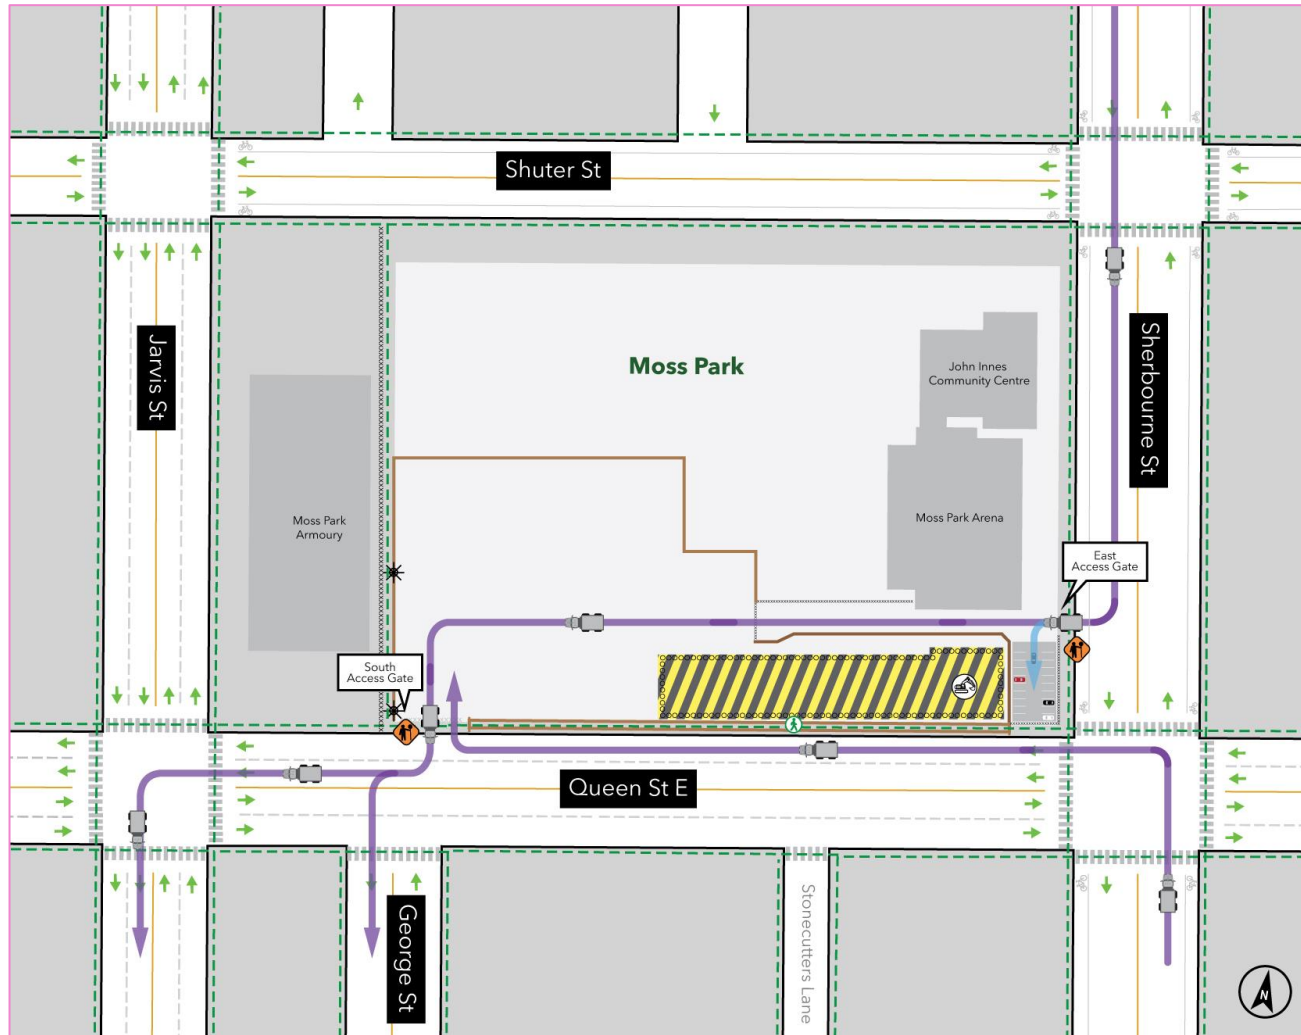 Shuter St
Jarvis St
Moss Park
Sherbourne St
John Innes
Community Centre
Moss Park
Armoury
Moss Park Arena
East
Access Gate
South
Access Gate
Queen St E
George St
Stonecutters Lane
N